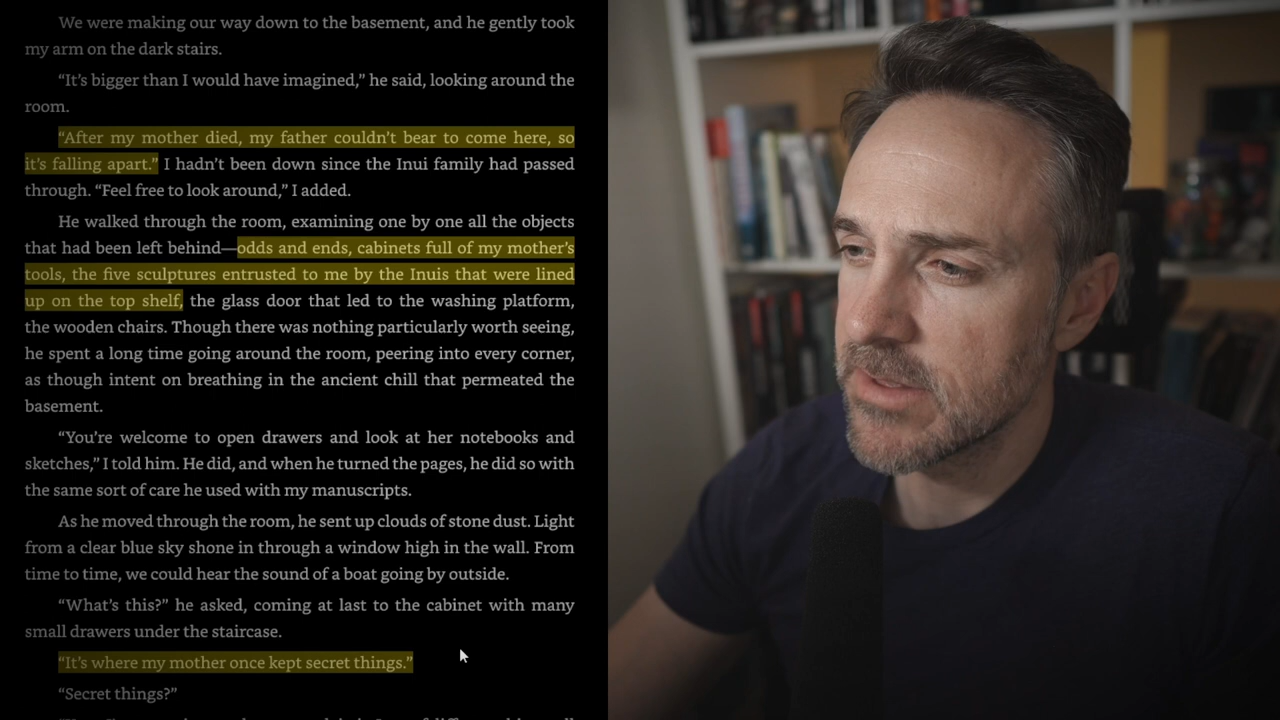 We were making our way down to the basement, and he gently took
my arm on the dark stairs.
“It’s bigger than I would have imagined,” he said, looking around the
room.
“After my mother died, my father couldn’t bear to come here, so
it’s falling apart.” I hadn’t been down since the Inui family had passed
through. “Feel free to look around,” I added.
He walked through the room, examining one by one all the objects
that had been left behind—odds and ends, cabinets full of my mother’s
tools, the five sculptures entrusted to me by the Inuis that were lined
up on the top shelf, the glass door that led to the washing platform,
the wooden chairs. Though there was nothing particularly worth seeing,
he spent a long time going around the room, peering into every corner,
as though intent on breathing in the ancient chill that permeated the
basement.
“You’re welcome to open drawers and look at her notebooks and
sketches,” I told him. He did, and when he turned the pages, he did so with
the same sort of care he used with my manuscripts.
As he moved through the room, he sent up clouds of stone dust. Light
from a clear blue sky shone in through a window high in the wall. From
time to time, we could hear the sound of a boat going by outside.
“What’s this?” he asked, coming at last to the cabinet with many
small drawers under the staircase.
“It’s where my mother once kept secret things.”
“Secret things?”